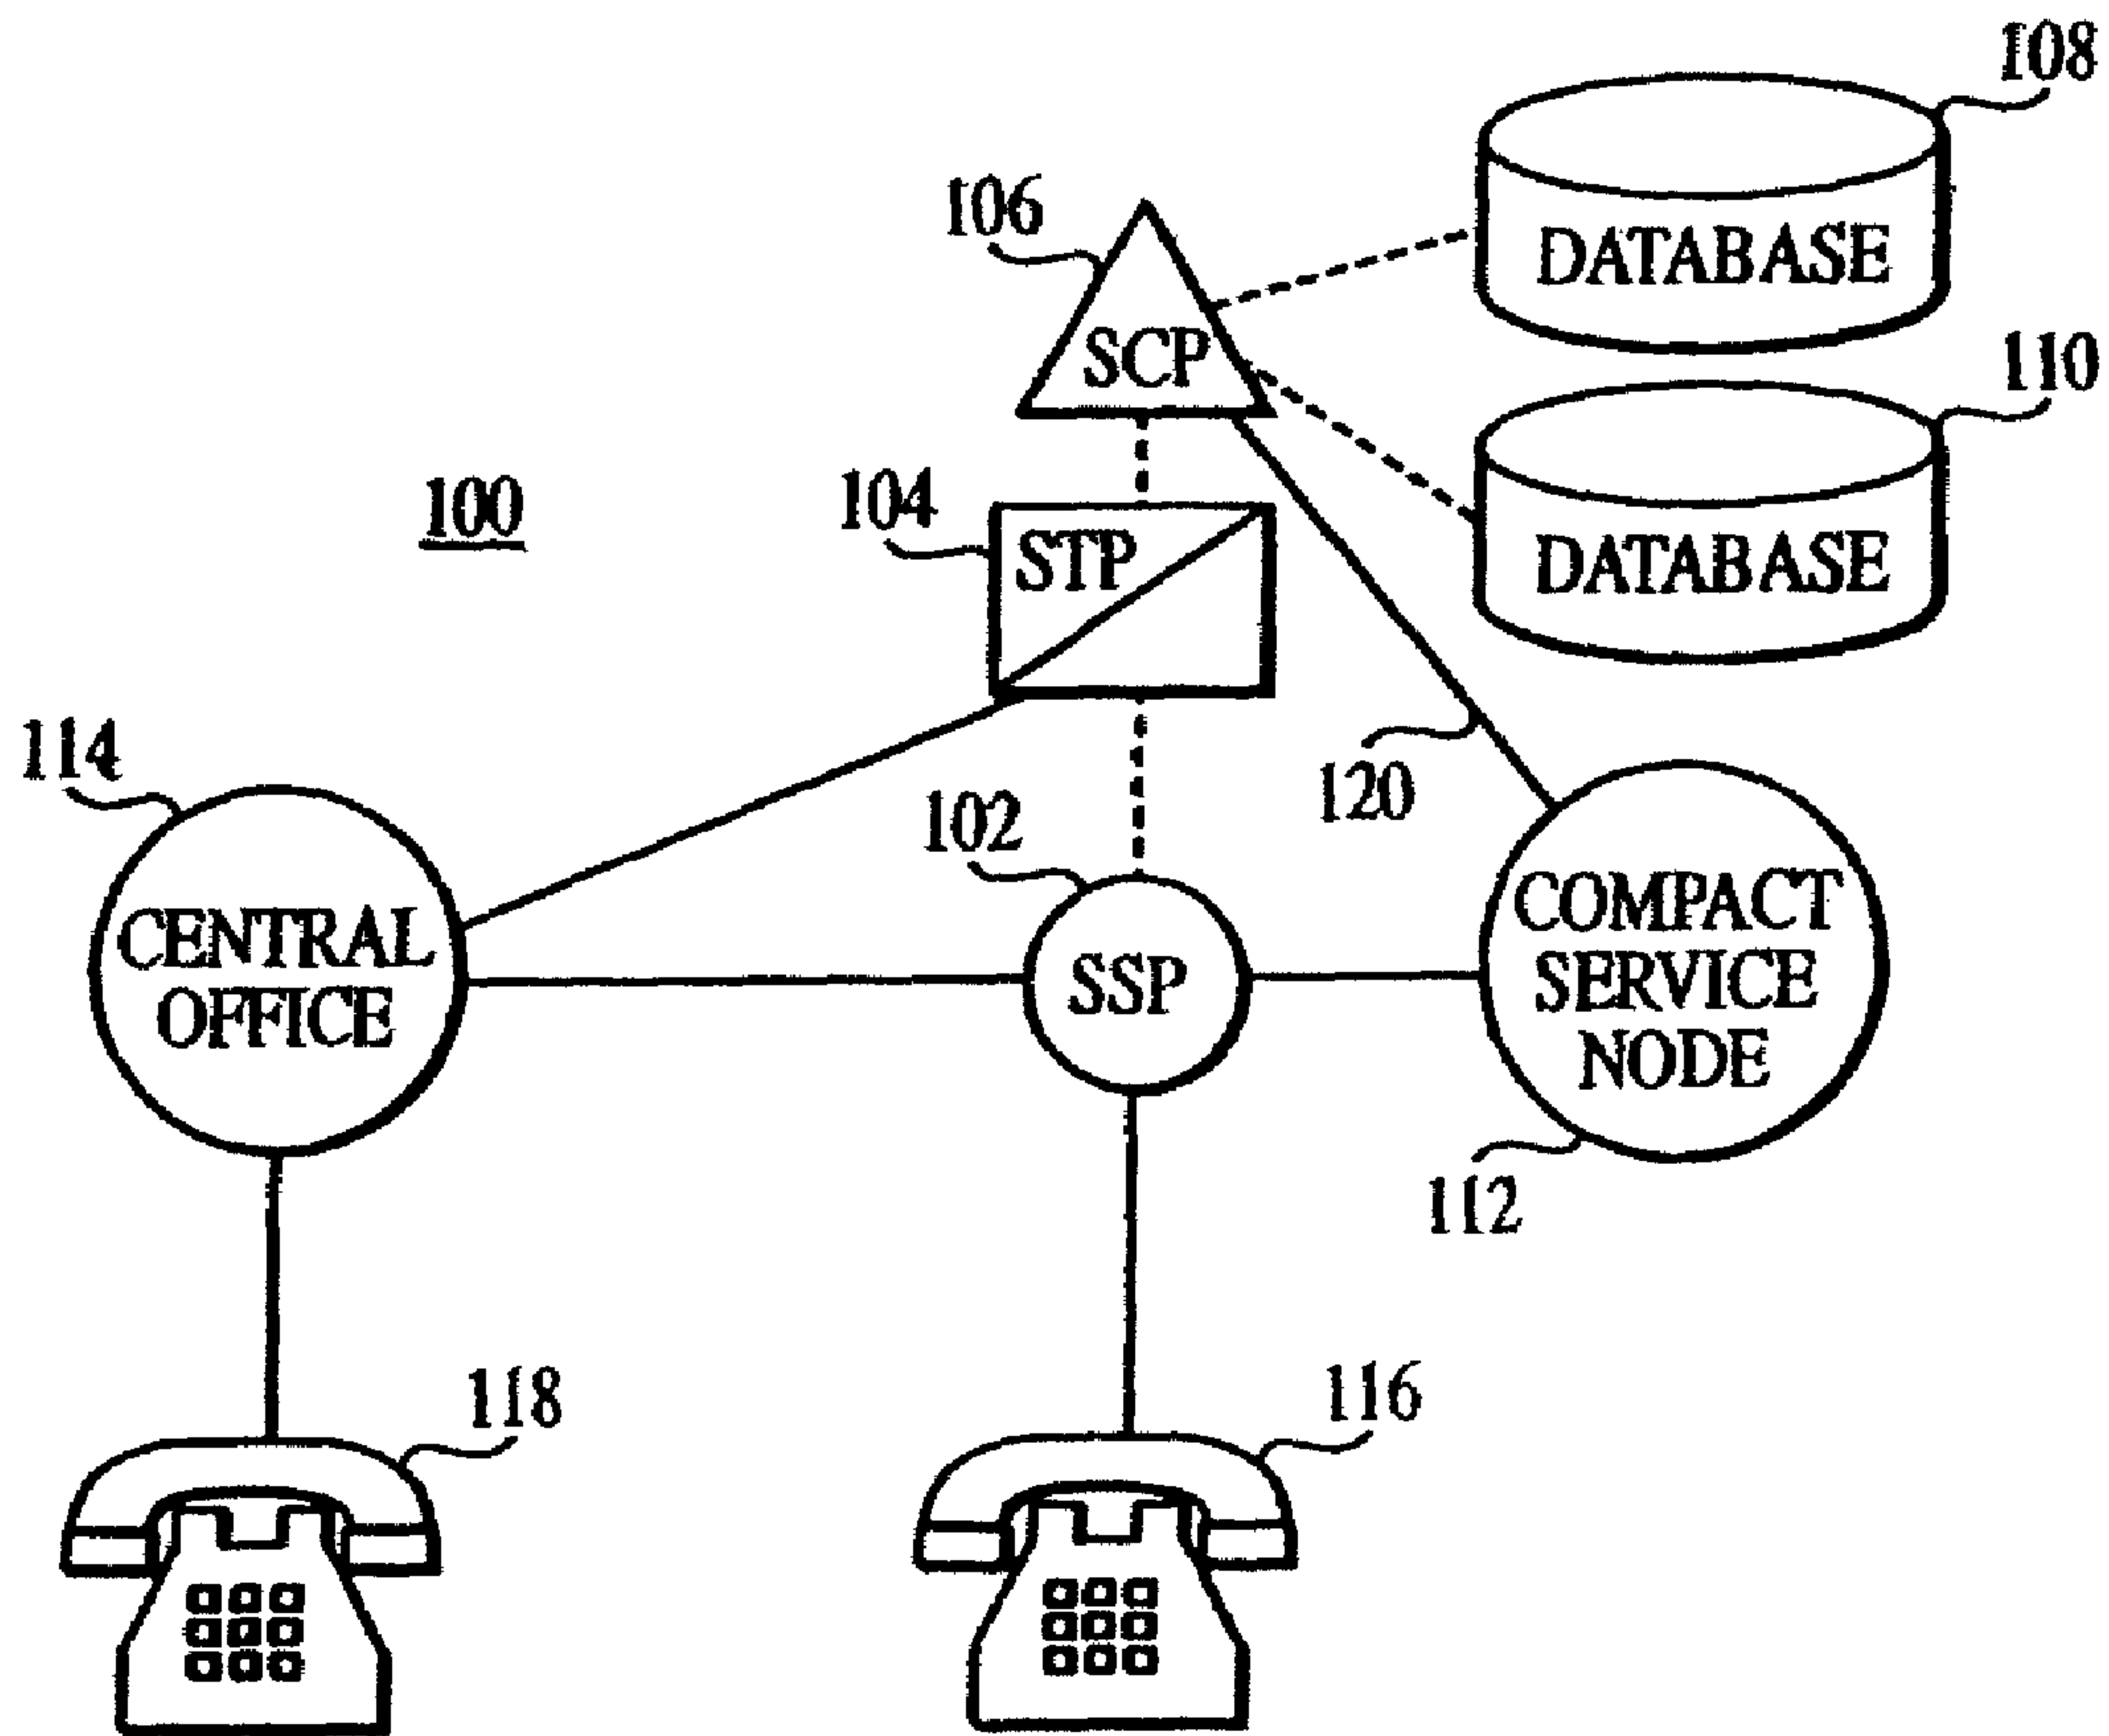 108
DATABASE
106
SCP
110
DATABASE
100
104
STP
114
120
102
CENTRAL
OFFICE
SSP
COMPACT
SERVICE
NODE
112
118
116